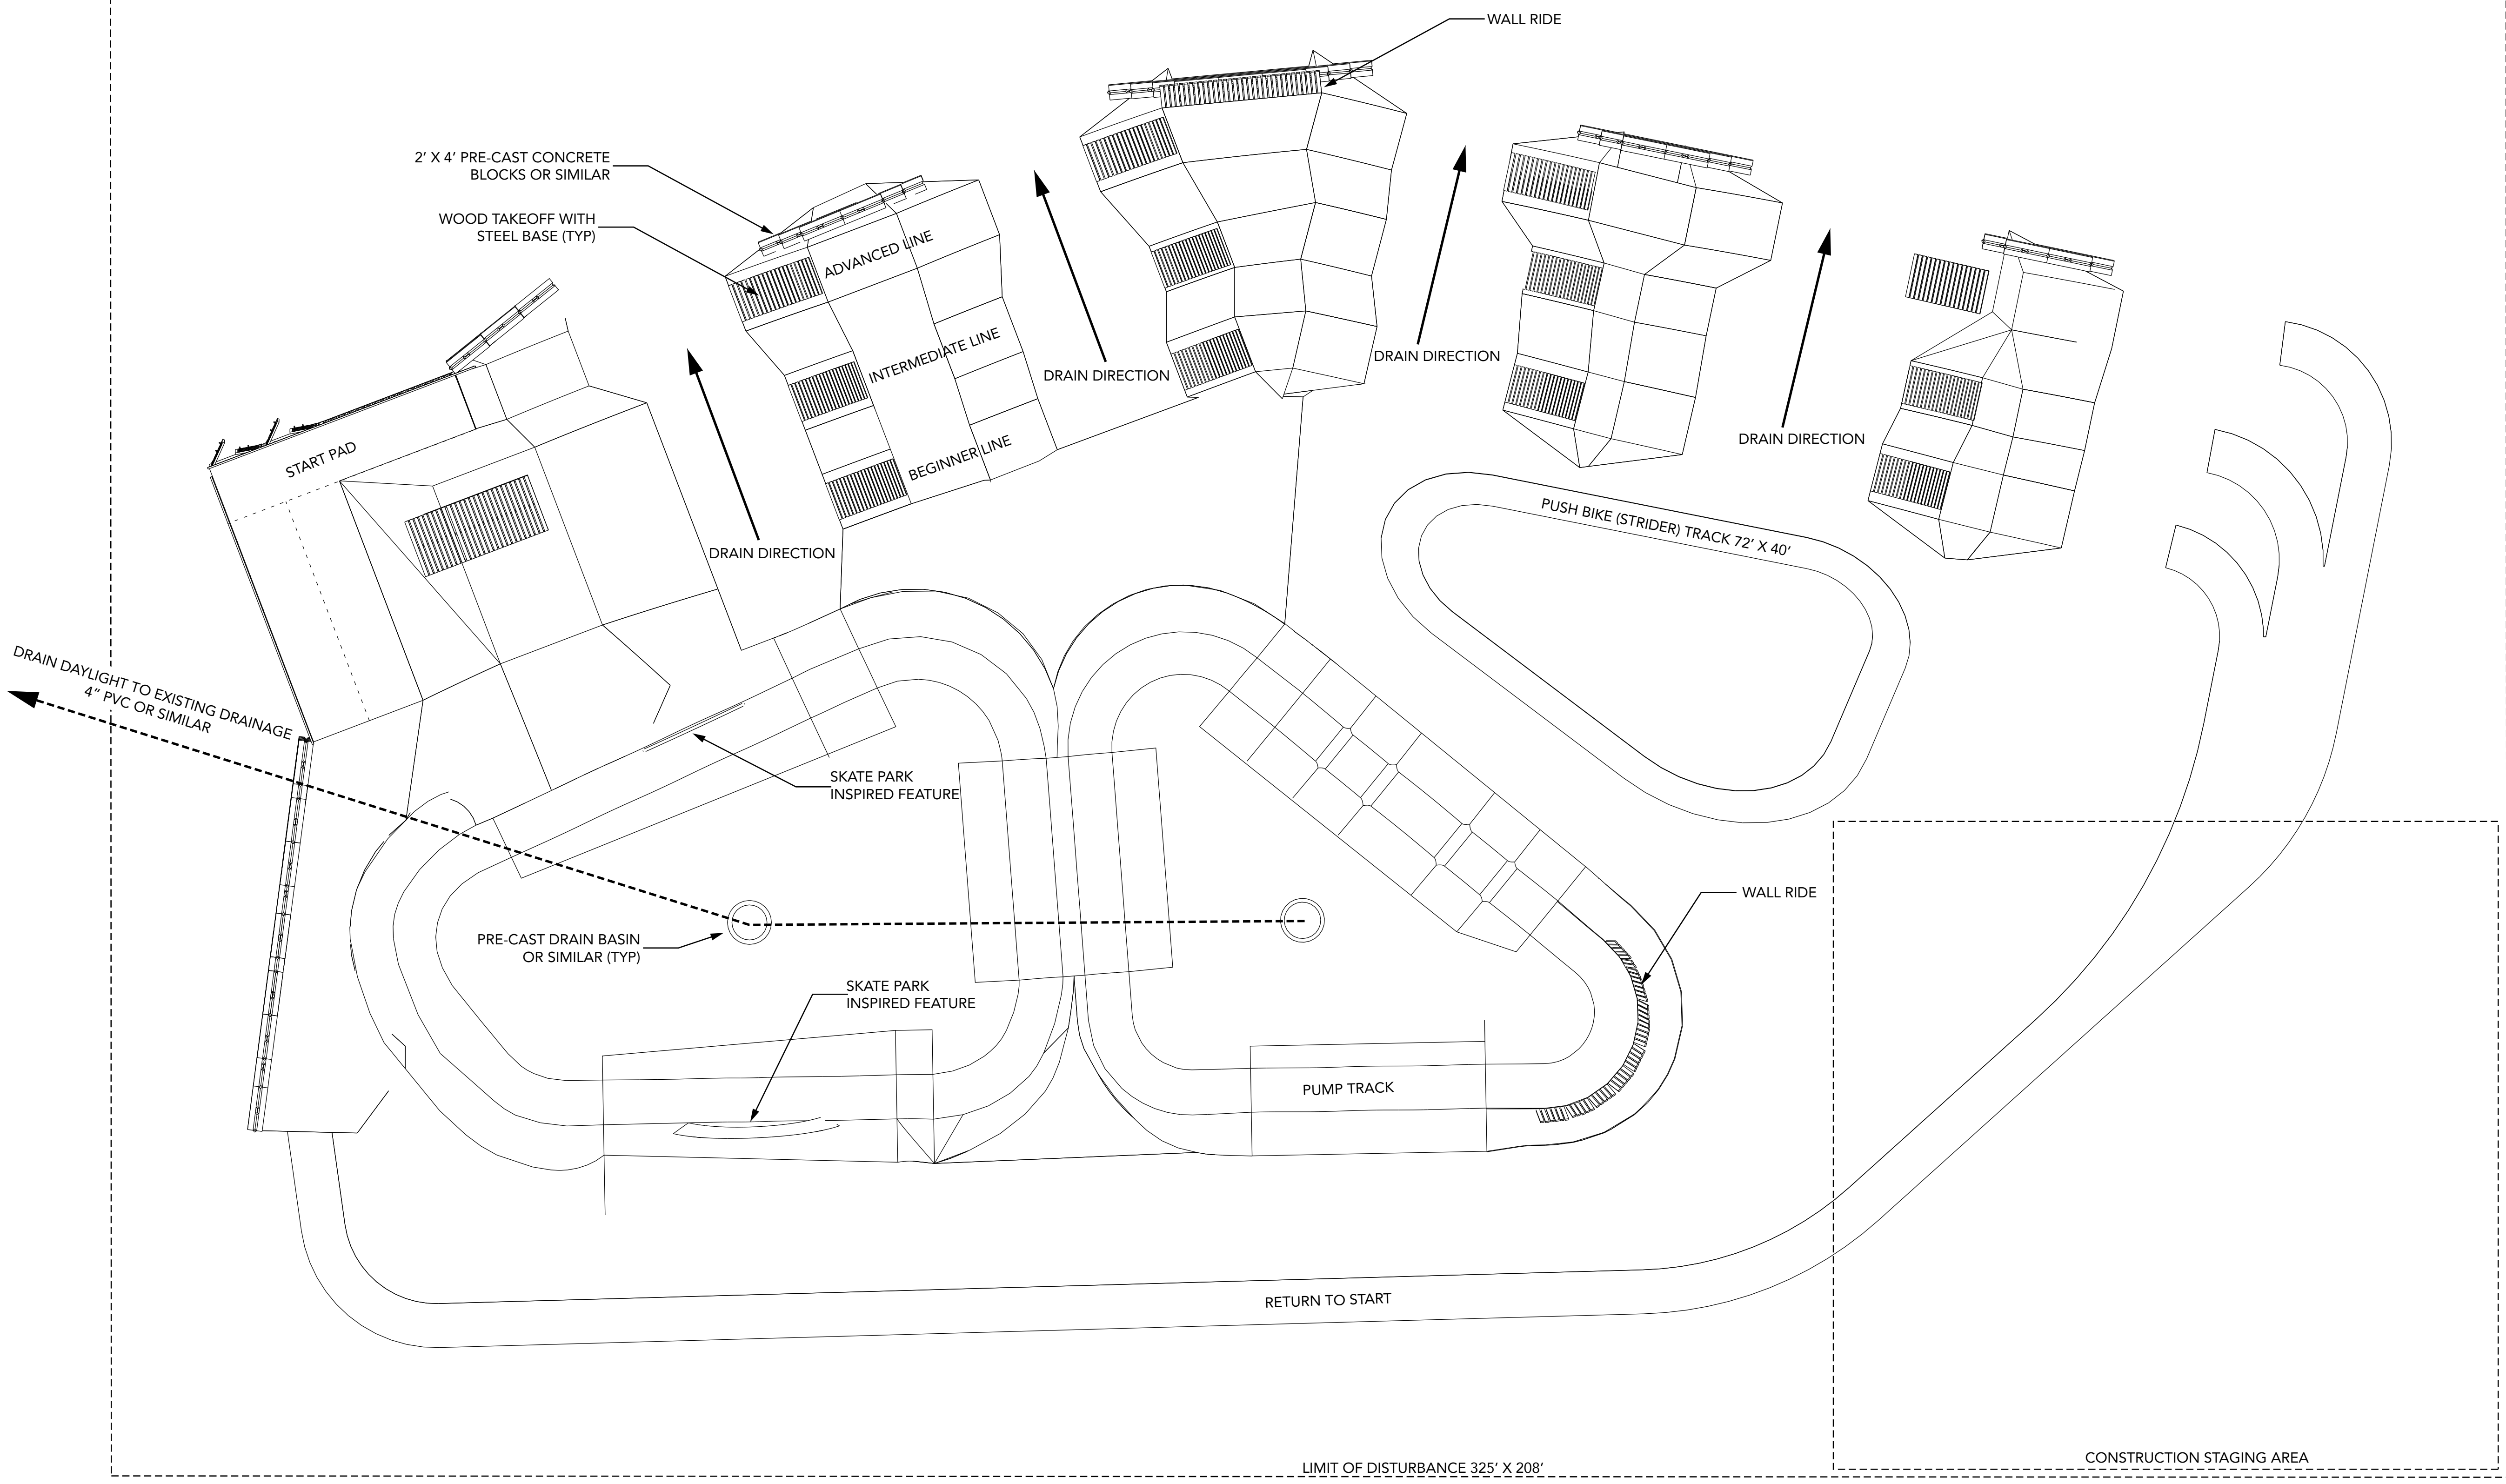 WALL RIDE
2’ X 4’ PRE-CAST CONCRETE
BLOCKS OR SIMILAR
WOOD TAKEOFF WITH
STEEL BASE (TYP)
ADVANCED LINE
INTERMEDIATE LINE
BEGINNER LINE
DRAIN DIRECTION
DRAIN DIRECTION
DRAIN DIRECTION
DRAIN DIRECTION
START PAD
PUSH BIKE (STRIDER) TRACK 72’ X 40’
DRAIN DAYLIGHT TO EXISTING DRAINAGE
4” PVC OR SIMILAR
SKATE PARK
INSPIRED FEATURE
WALL RIDE
PRE-CAST DRAIN BASIN
OR SIMILAR (TYP)
SKATE PARK
INSPIRED FEATURE
PUMP TRACK
RETURN TO START
CONSTRUCTION STAGING AREA
LIMIT OF DISTURBANCE 325’ X 208’